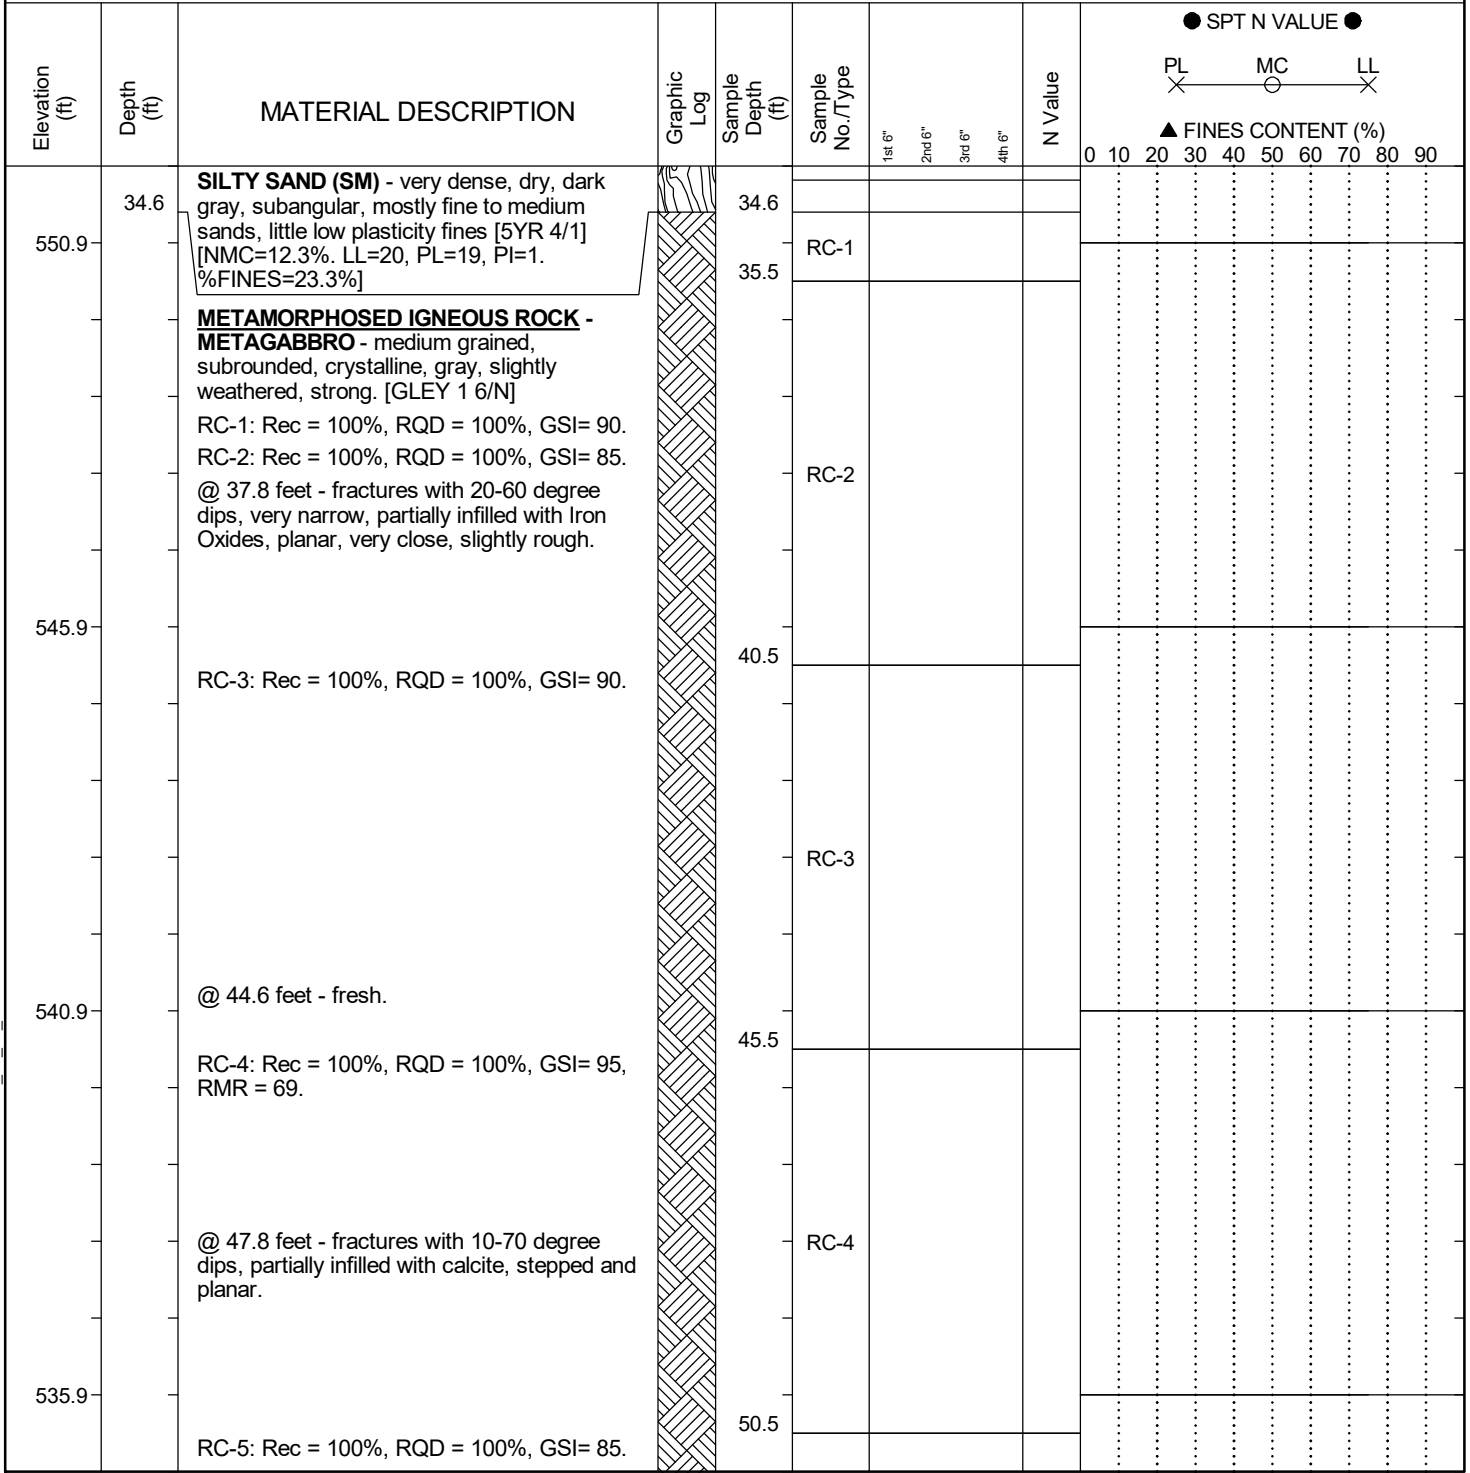 ● SPT N VALUE ●
PL MC LL
▲ FINES CONTENT (%)
0 10 20 30 40 50 60 70 80 90
Elevation
(ft)
Depth
(ft)
MATERIAL DESCRIPTION
Graphic
Log
Sample
Depth
(ft)
Sample
No./Type
1st 6"
2nd 6"
3rd 6"
4th 6"
N Value
34.6
SILTY SAND (SM) - very dense, dry, dark
gray, subangular, mostly fine to medium
sands, little low plasticity fines [5YR 4/1]
[NMC=12.3%. LL=20, PL=19, PI=1.
%FINES=23.3%]
34.6
550.9
RC-1
35.5
METAMORPHOSED IGNEOUS ROCK -
METAGABBRO - medium grained,
subrounded, crystalline, gray, slightly
weathered, strong. [GLEY 1 6/N]
RC-1: Rec = 100%, RQD = 100%, GSI= 90.
RC-2: Rec = 100%, RQD = 100%, GSI= 85.
RC-2
@ 37.8 feet - fractures with 20-60 degree
dips, very narrow, partially infilled with Iron
Oxides, planar, very close, slightly rough.
545.9
40.5
RC-3: Rec = 100%, RQD = 100%, GSI= 90.
RC-3
@ 44.6 feet - fresh.
540.9
45.5
RC-4: Rec = 100%, RQD = 100%, GSI= 95,
RMR = 69.
@ 47.8 feet - fractures with 10-70 degree
dips, partially infilled with calcite, stepped and
planar.
RC-4
535.9
50.5
RC-5: Rec = 100%, RQD = 100%, GSI= 85.